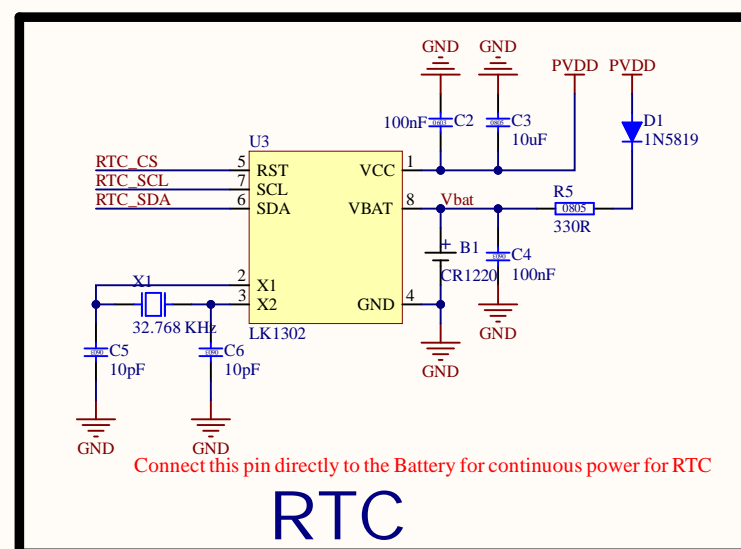 GND GND
PVDD PVDD
100nF 0603 C2 0805 C3 D1
10uF 1N5819
U3
RTC_CS 5 RST VCC 1
RTC_SCL 7 SCL
RTC_SDA 6 SDA VBAT 8 Vbat R5
0805
330R
+ B1 C4
CR1220 100nF
X1 2 X1
3 X2 GND 4
32.768 KHz LK1302
C5 C6
10pF 10pF
GND GND
GND GND
Connect this pin directly to the Battery for continuous power for RTC
RTC